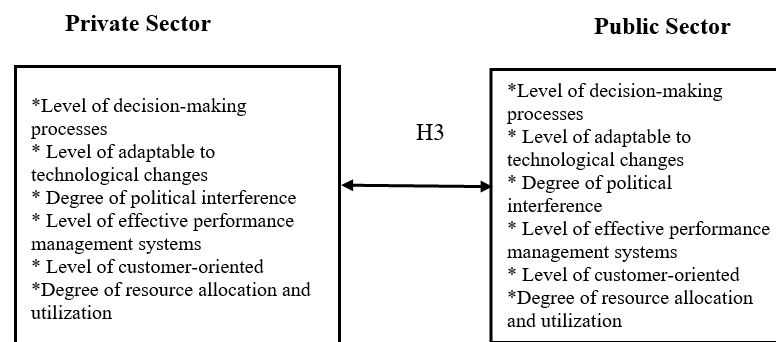 Private Sector
Public Sector
*Level of decision-making
processes
* Level of adaptable to
technological changes
* Degree of political interference
* Level of effective performance
management systems
* Level of customer-oriented
*Degree of resource allocation and
utilization
H3
*Level of decision-making
processes
* Level of adaptable to
technological changes
* Degree of political
interference
* Level of effective performance
management systems
* Level of customer-oriented
*Degree of resource allocation
and utilization